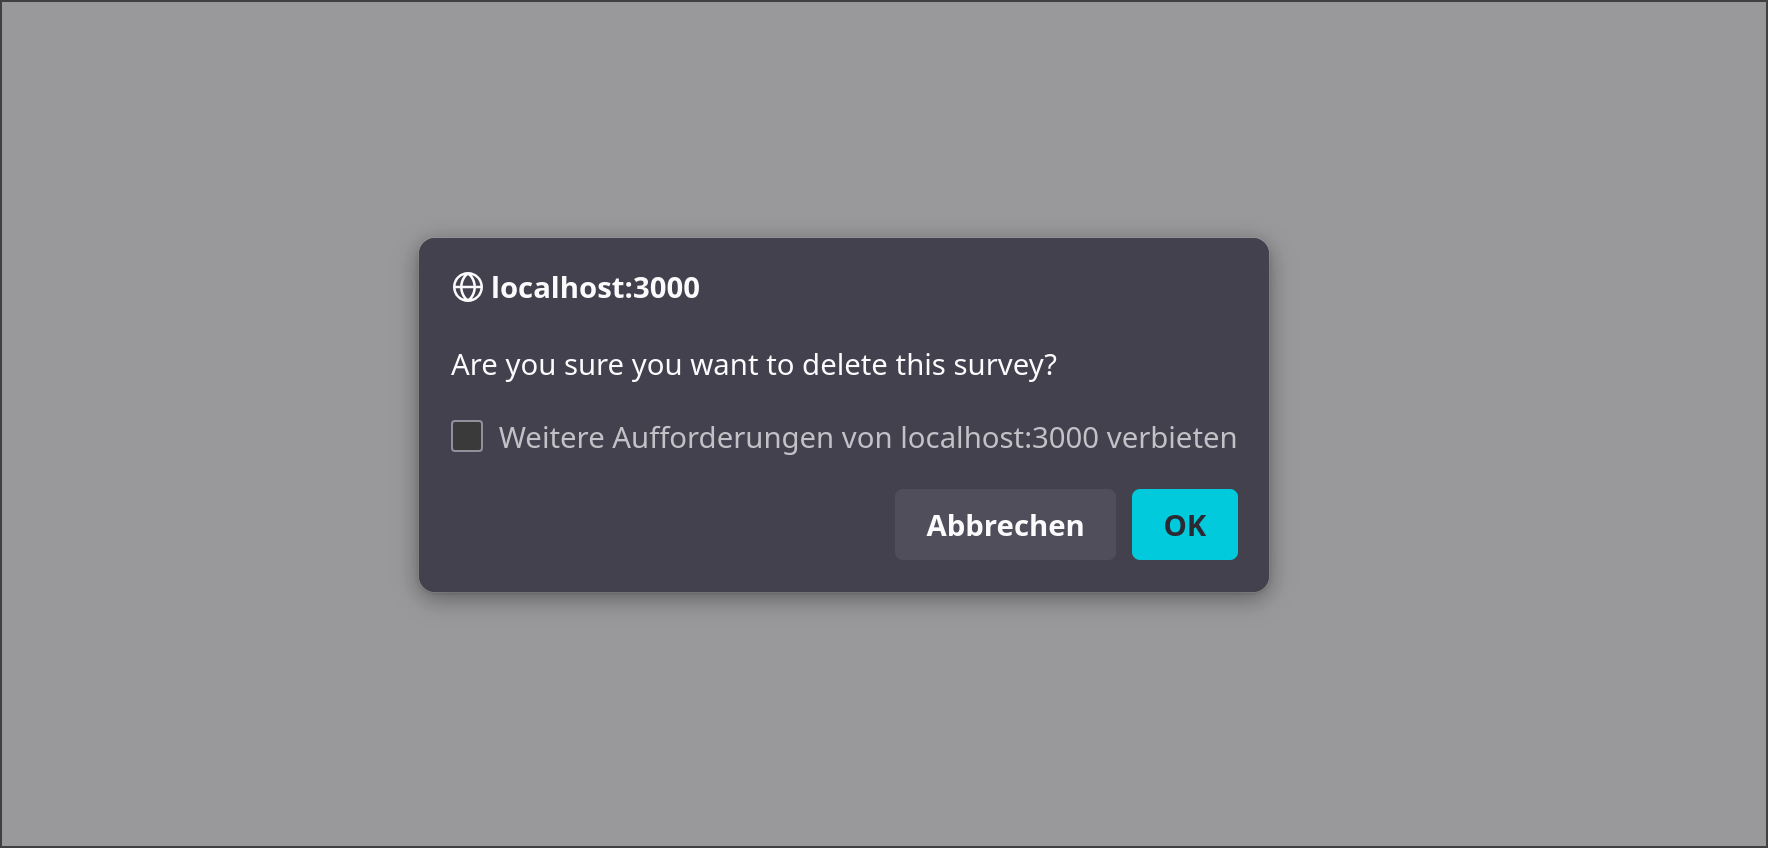 localhost:3000
Are you sure you want to delete this survey?
Weitere Aufforderungen von localhost:3000 verbieten
Abbrechen
OK